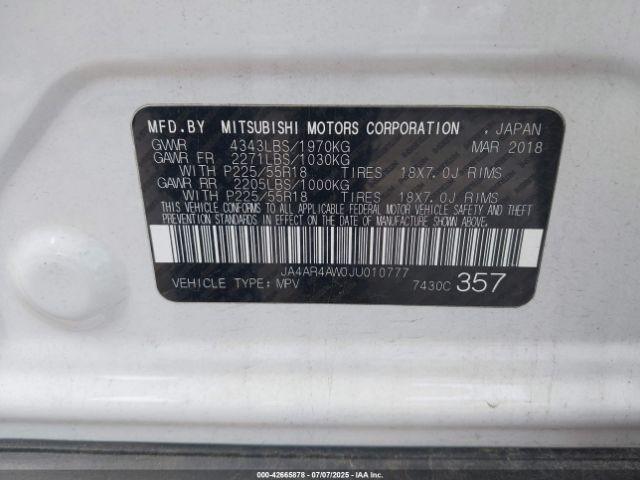 MFD.BY MITSUBISHI MOTORS CORPORATION , JAPAN
GVWR 4343LBS/1970KG MAR 2018
GAWR FR 2271LBS/1030KG
WITH P225/55R18 TIRES 18X7.0J RIMS
GAWR RR 2205LBS/1000KG
WITH P225/55R18 TIRES 18X7.0J RIMS
THIS VEHICLE CONFORMS TO ALL APPLICABLE FEDERAL MOTOR VEHICLE SAFETY AND THEFT
PREVENTION STANDARDS IN EFFECT ON THE DATE OF MANUFACTURE SHOWN ABOVE.
JA4AR4AW0JU010777
VEHICLE TYPE: MPV 7430C 357
000-42665878 - 07/07/2025 - IAAI.COM